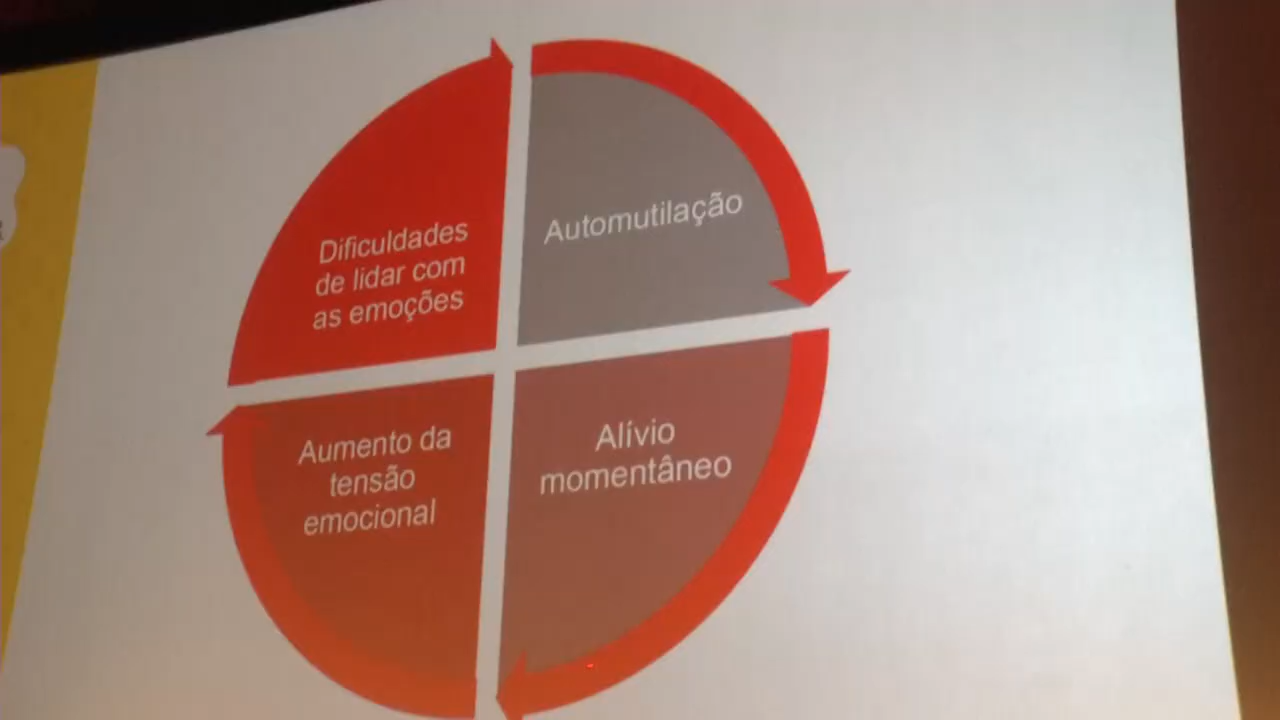 Dificuldades
de lidar com
as emoções
Automutilação
Aumento da
tensão
emocional
Alívio
momentâneo